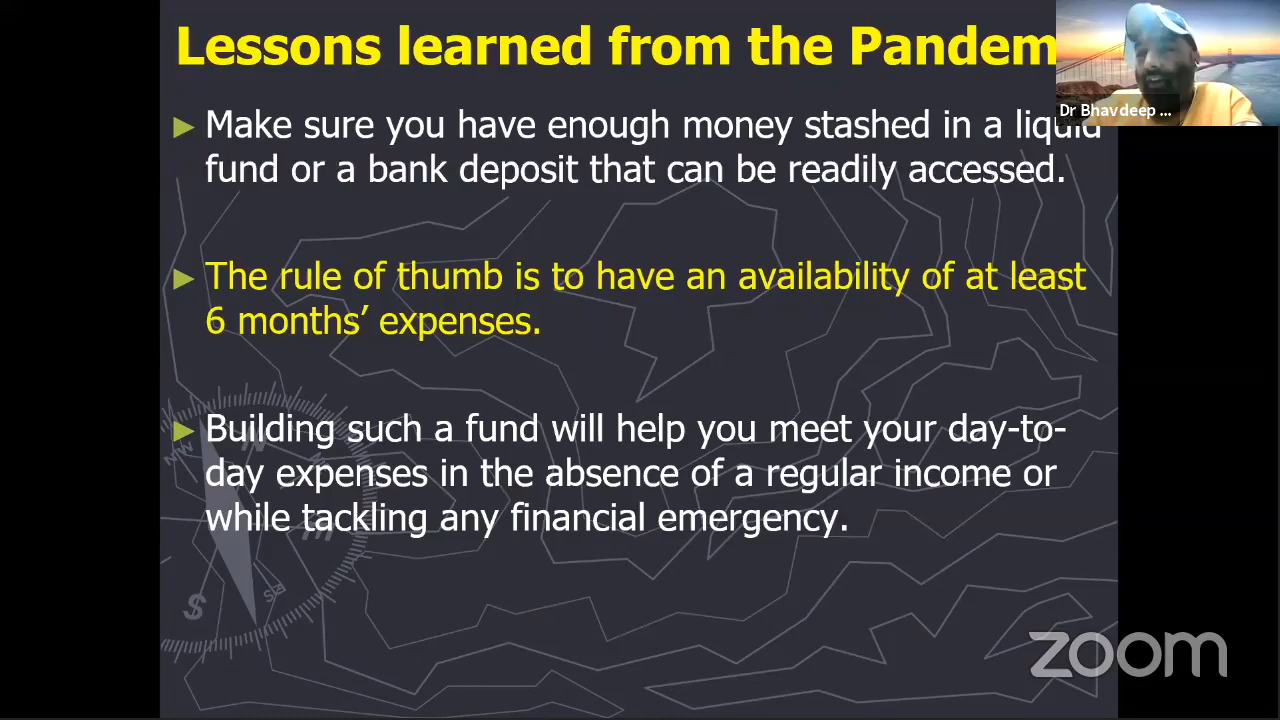 Lessons learned from the Pandem
Dr Bhavdeep ...
► Make sure you have enough money stashed in a liquid
fund or a bank deposit that can be readily accessed.
► The rule of thumb is to have an availability of at least
6 months’ expenses.
► Building such a fund will help you meet your day-to-
day expenses in the absence of a regular income or
while tackling any financial emergency.
N
NW
E
SE
S
zoom